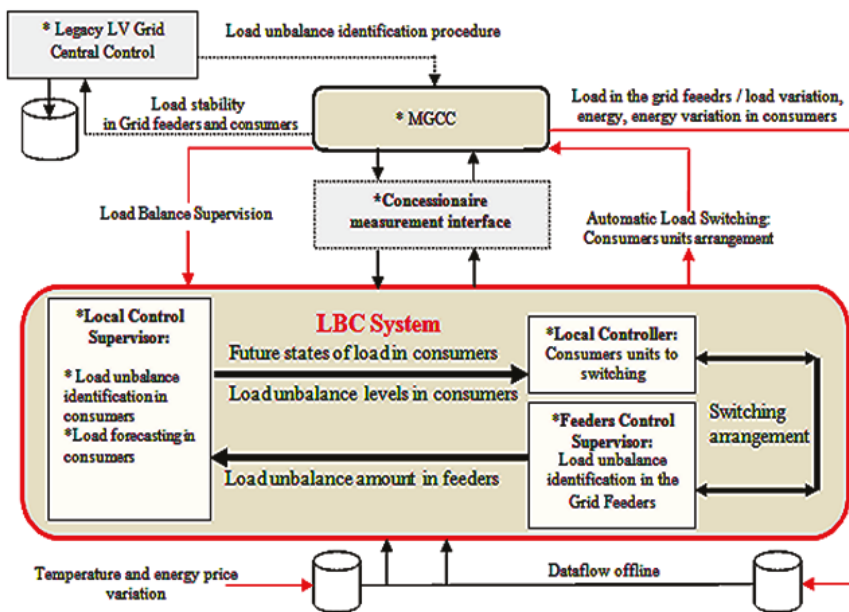 * Legacy LV Grid
Central Control
Load unbalance identification procedure
Load stability
in Grid feeders and consumers
* MGCC
Load in the grid feeedrs / load variation,
energy, energy variation in consumers
Load Balance Supervision
*Concessionaire
measurement interface
Automatic Load Switching:
Consumers units arrangement
LBC System
*Local Control
Supervisor:
* Load unbalance
identification in
consumers
*Load forecasting in
consumers
Future states of load in consumers
Load unbalance levels in consumers
Load unbalance amount in feeders
*Local Controller:
Consumers units to
switching
*Feeders Control
Supervisor:
Load unbalance
identification in the
Grid Feeders
Switching
arrangement
Temperature and energy price
variation
Dataflow offline